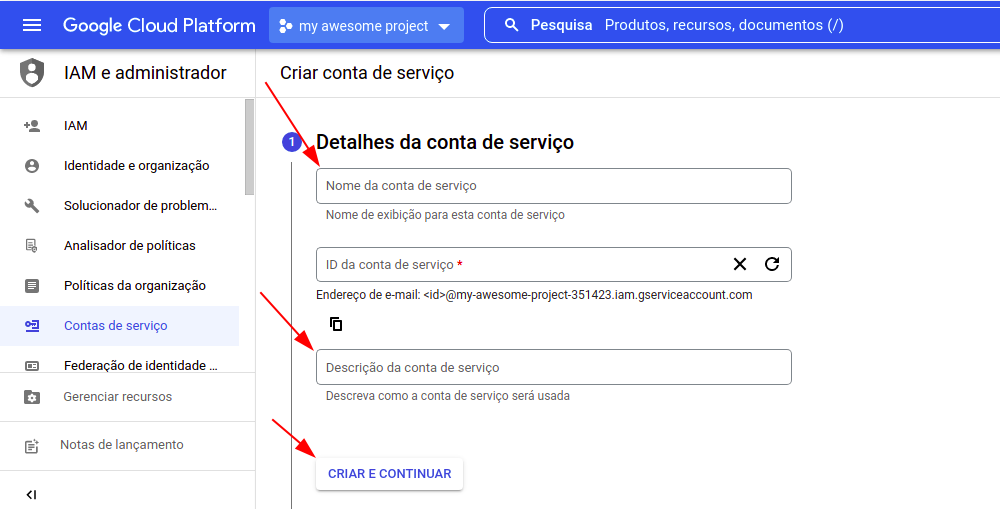 Google Cloud Platform
my awesome project
Pesquisa Produtos, recursos, documentos (/)
IAM e administrador
Criar conta de serviço
IAM
Identidade e organização
Solucionador de problem...
Analisador de políticas
Políticas da organização
Contas de serviço
Federação de identidade ...
Gerenciar recursos
Notas de lançamento
1 Detalhes da conta de serviço
Nome da conta de serviço
Nome de exibição para esta conta de serviço
ID da conta de serviço *
Endereço de e-mail: <id>@my-awesome-project-351423.iam.gserviceaccount.com
Descrição da conta de serviço
Descreva como a conta de serviço será usada
CRIAR E CONTINUAR